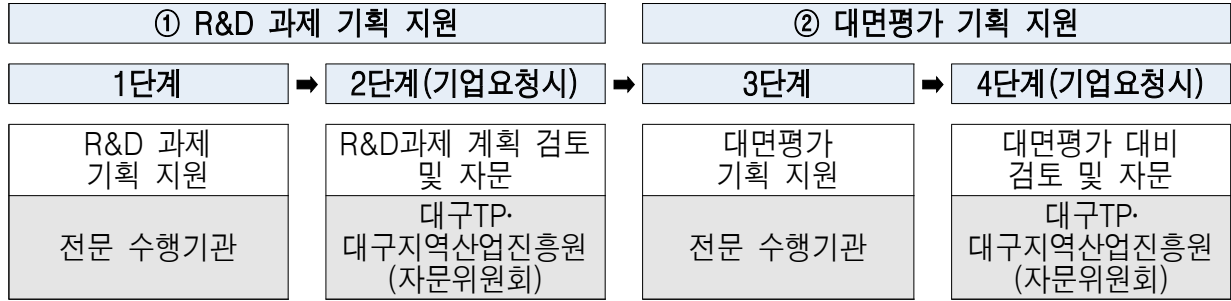 ① R&D 과제 기획 지원
② 대면평가 기획 지원
1단계 ➡ 2단계(기업요청시) ➡ 3단계 ➡ 4단계(기업요청시)
R&D 과제
기획 지원
R&D과제 계획 검토
및 자문
대면평가
기획 지원
대면평가 대비
검토 및 자문
전문 수행기관
대구TP·
대구지역산업진흥원
(자문위원회)
전문 수행기관
대구TP·
대구지역산업진흥원
(자문위원회)